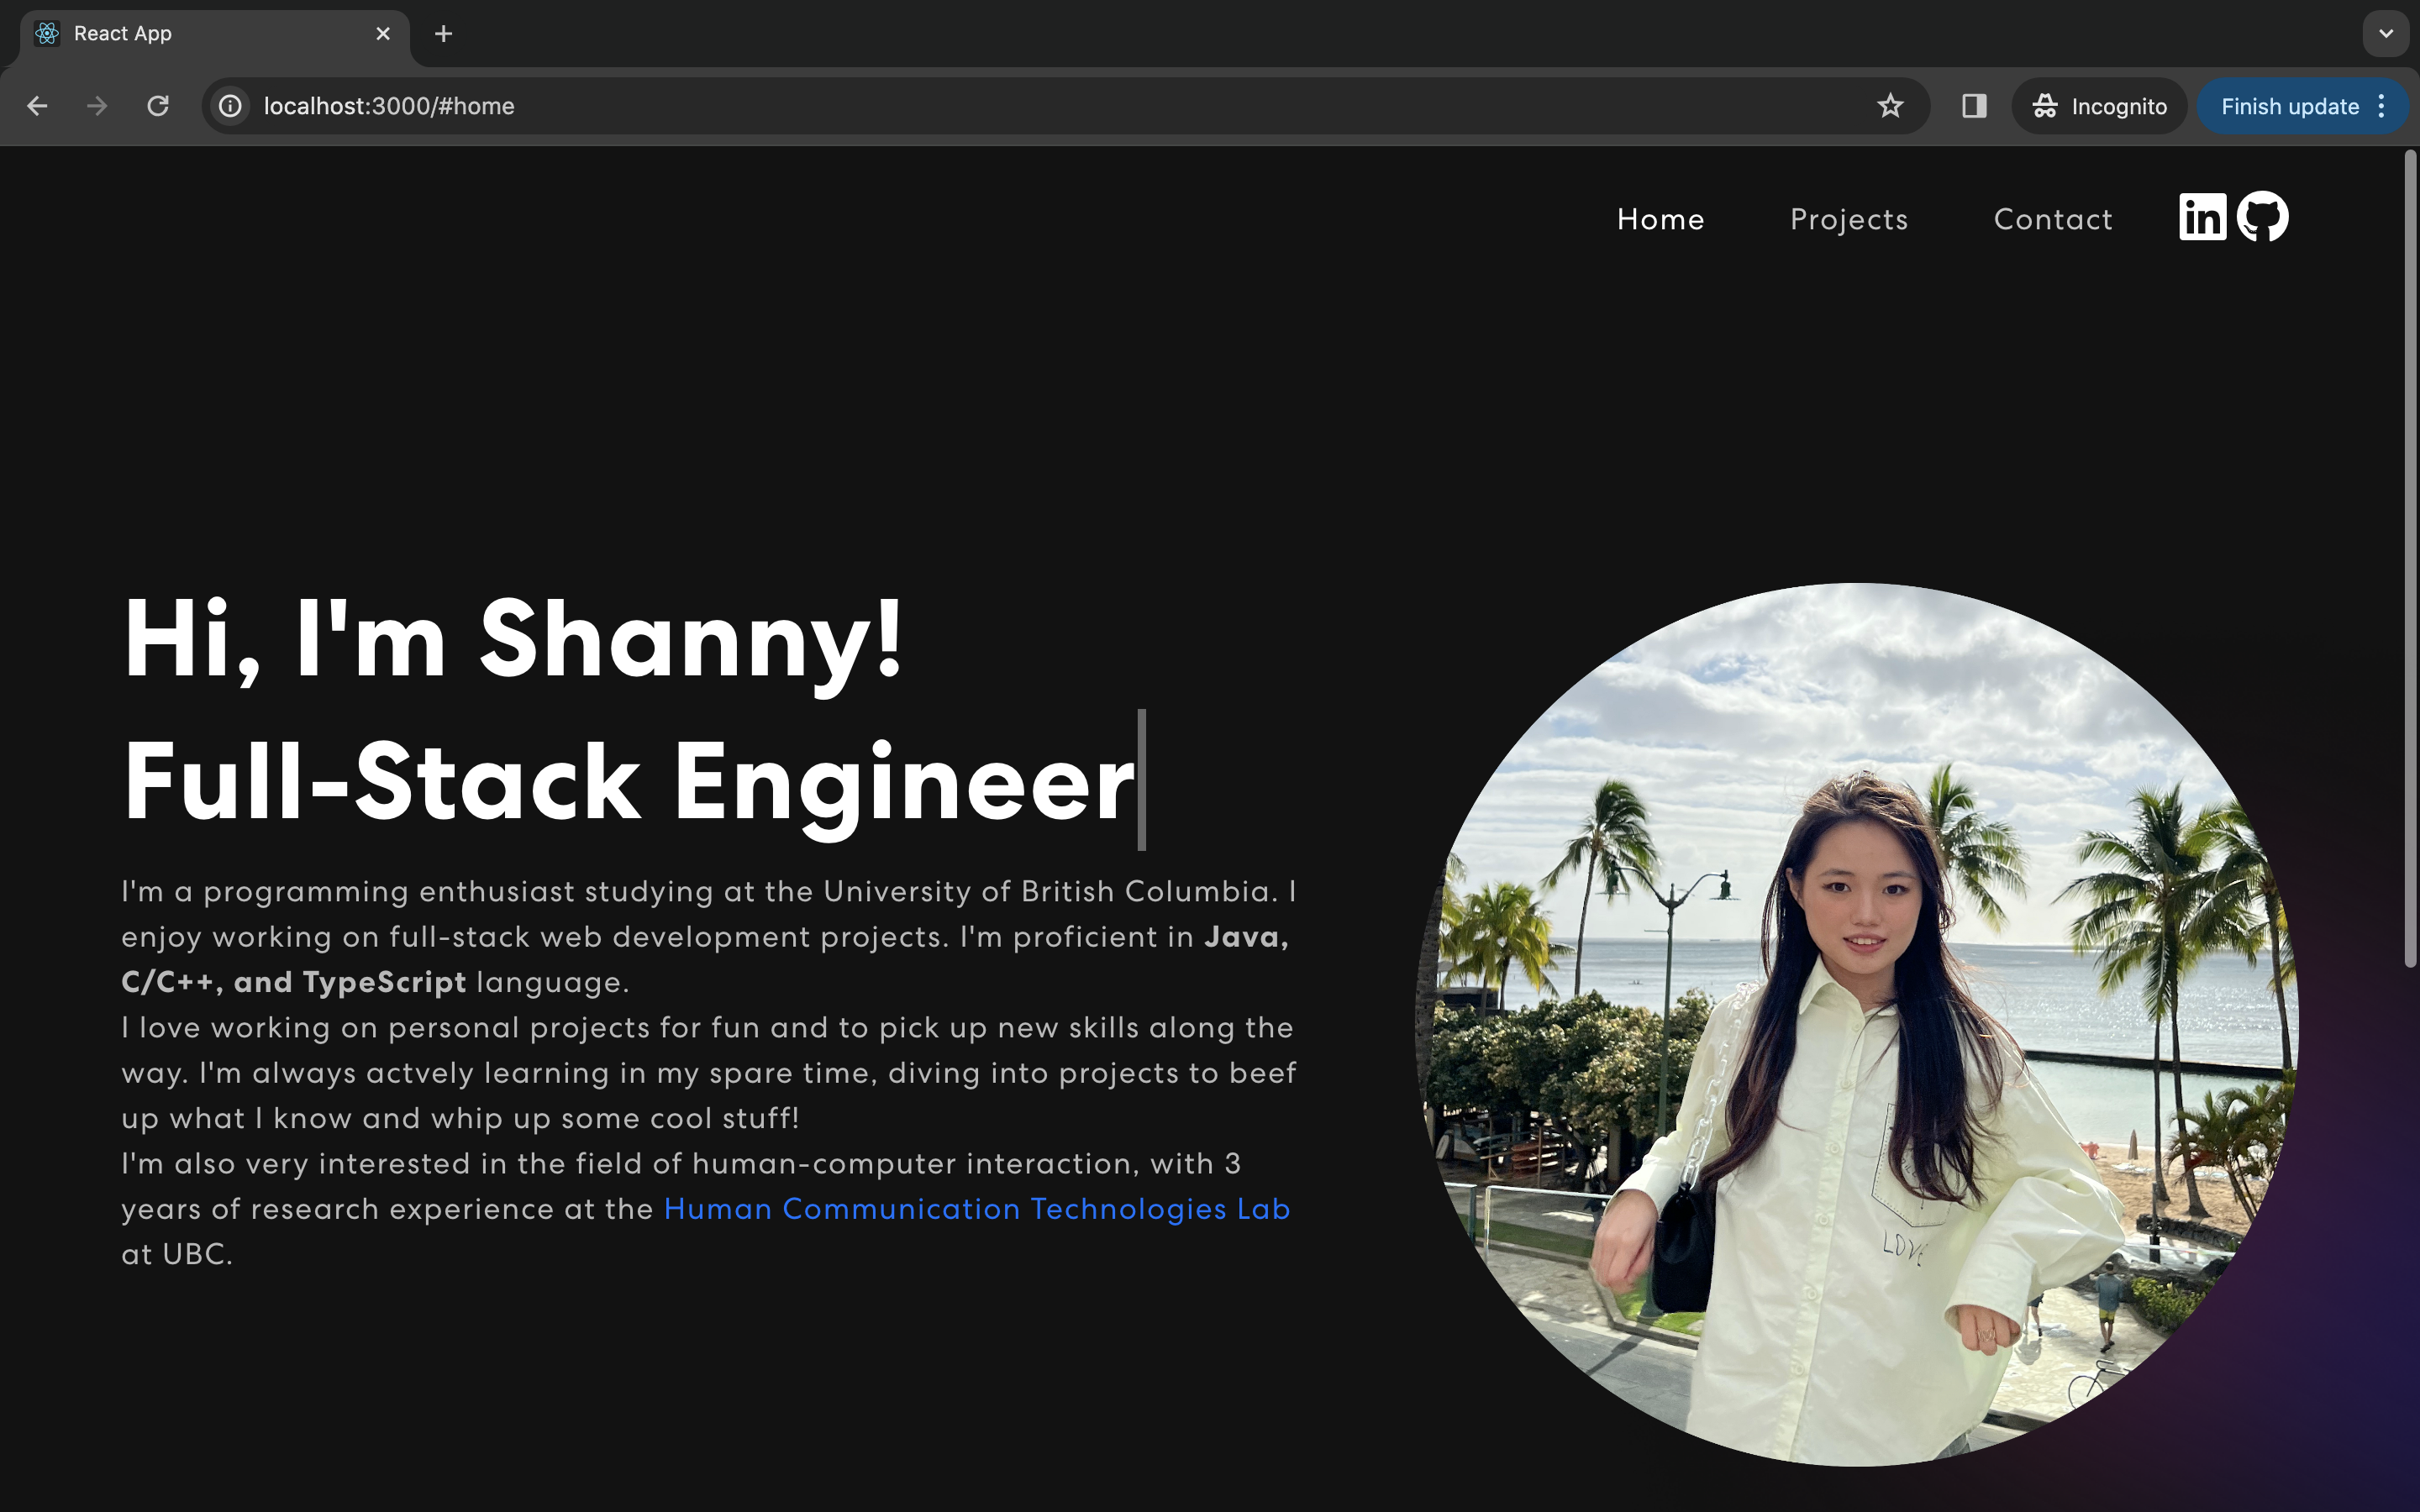 React App
localhost:3000/#home
Incognito
Finish update
Home
Projects
Contact
in
Hi, I'm Shanny!
Full-Stack Engineer
I'm a programming enthusiast studying at the University of British Columbia. I
enjoy working on full-stack web development projects. I'm proficient in Java,
C/C++, and TypeScript language.
I love working on personal projects for fun and to pick up new skills along the
way. I'm always actvely learning in my spare time, diving into projects to beef
up what I know and whip up some cool stuff!
I'm also very interested in the field of human-computer interaction, with 3
years of research experience at the Human Communication Technologies Lab
at UBC.
LOVE